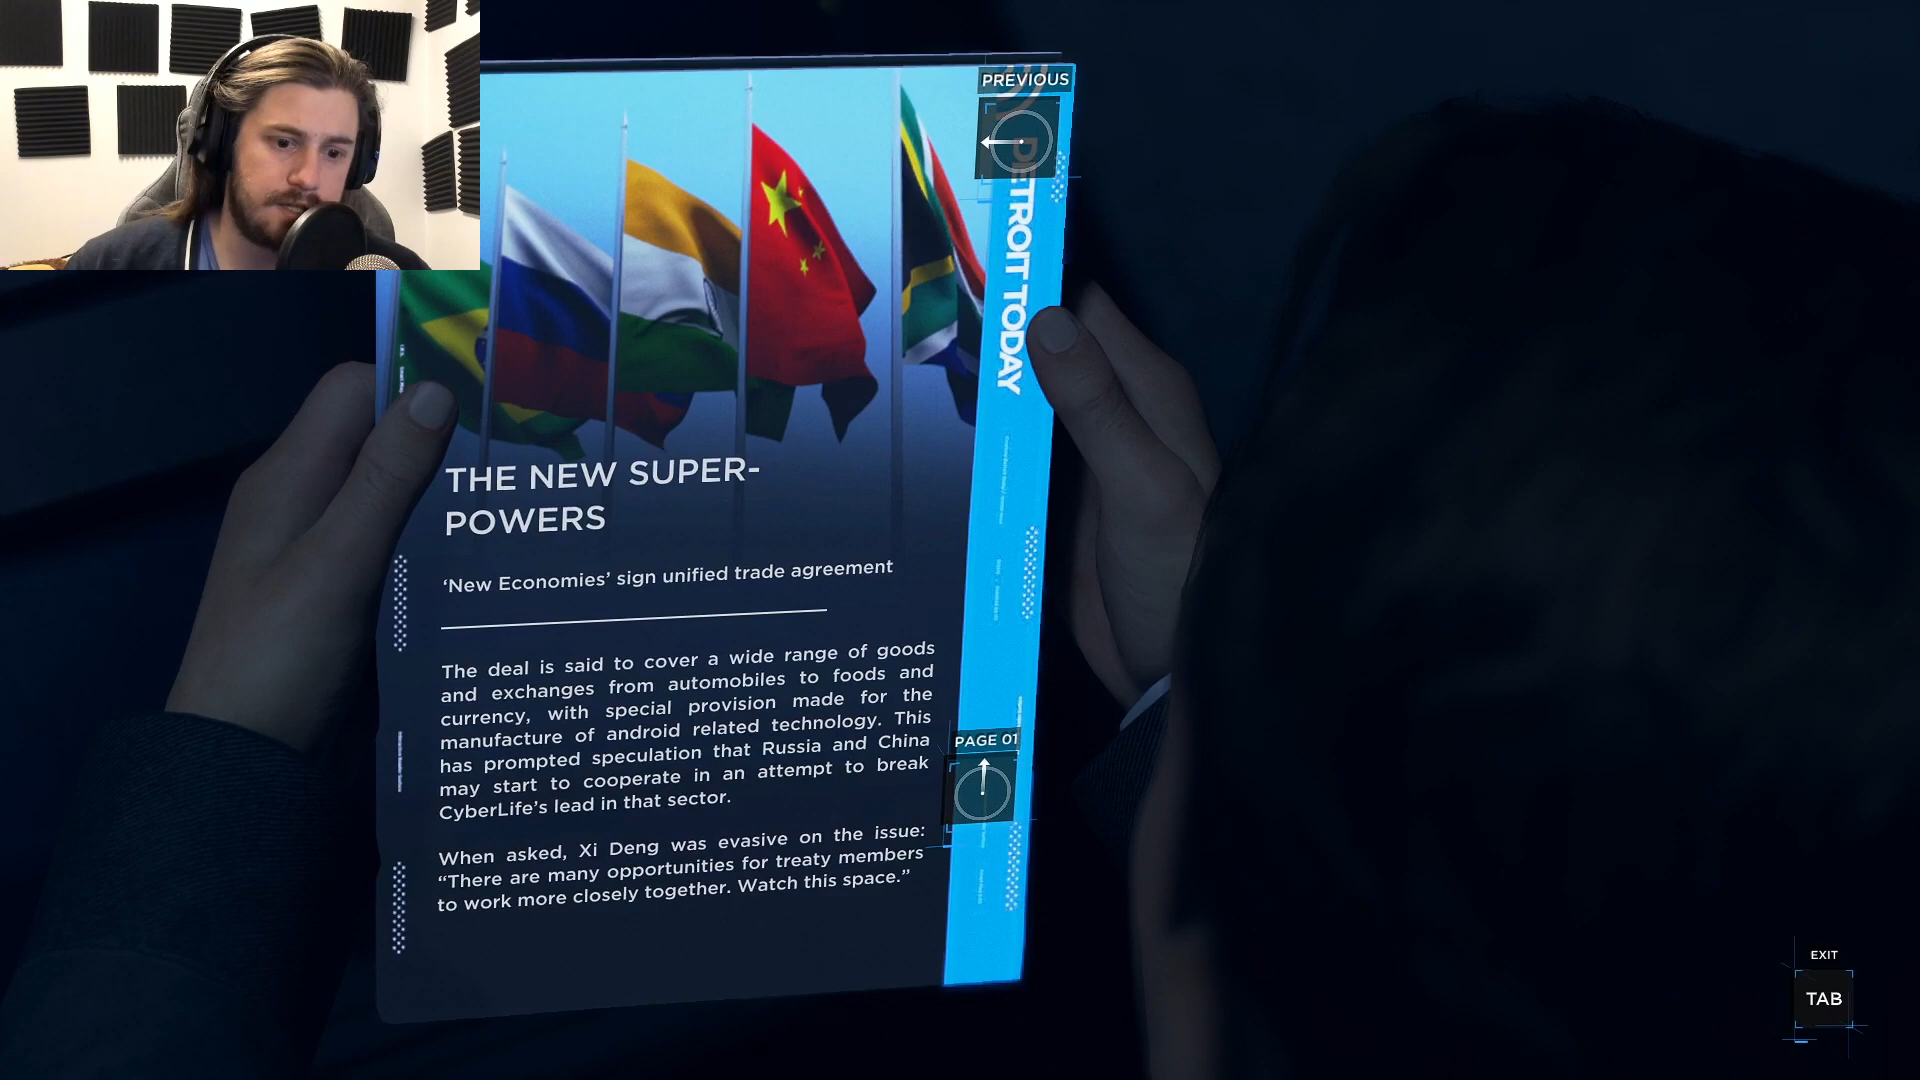 PREVIOUS
DETROIT TODAY
THE NEW SUPER-
POWERS
‘New Economies’ sign unified trade agreement
The deal is said to cover a wide range of goods
and exchanges from automobiles to foods and
currency, with special provision made for the
manufacture of android related technology. This
has prompted speculation that Russia and China
may start to cooperate in an attempt to break
CyberLife’s lead in that sector.
When asked, Xi Deng was evasive on the issue:
“There are many opportunities for treaty members
to work more closely together. Watch this space.”
PAGE 01
EXIT
TAB